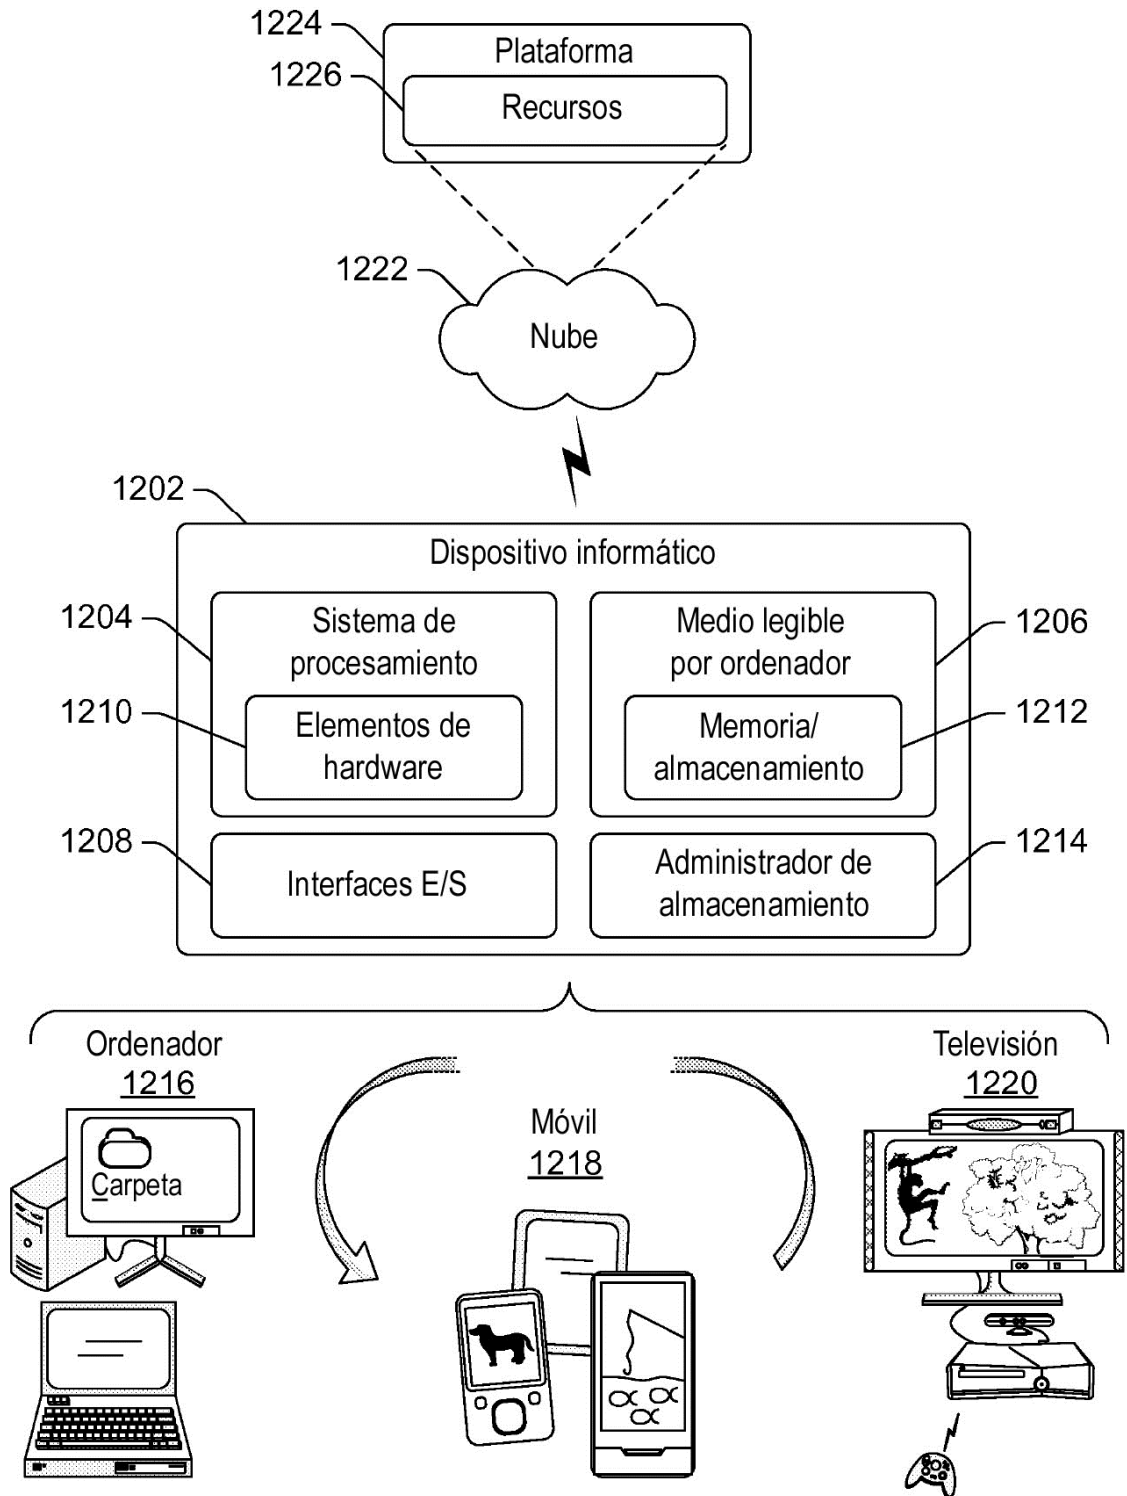 1224
Plataforma
1226
Recursos
1222
Nube
1202
Dispositivo informático
1204
Sistema de
procesamiento
Medio legible
por ordenador
1206
1210
Elementos de
hardware
Memoria/
almacenamiento
1212
1208
Interfaces E/S
Administrador de
almacenamiento
1214
Ordenador
1216
Carpeta
Móvil
1218
Televisión
1220